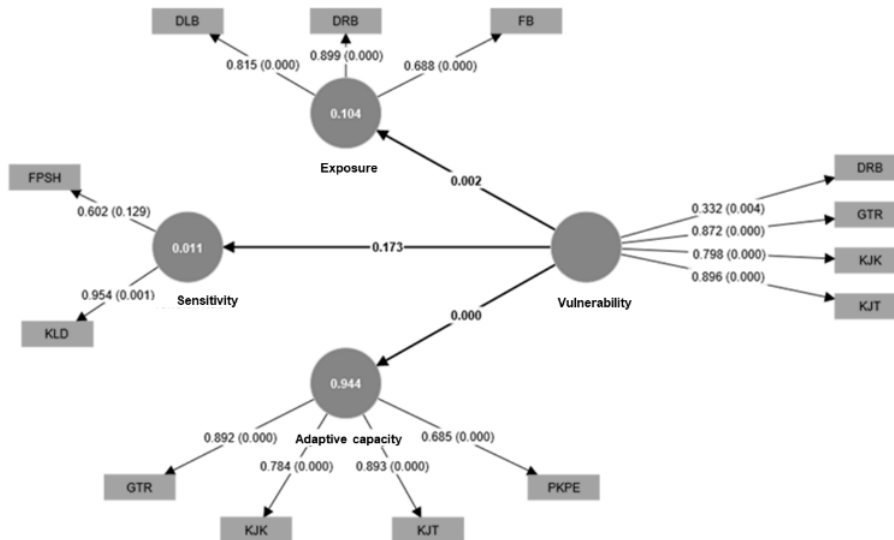 DLB
DRB
FB
0.815 (0.000)
0.899 (0.000)
0.688 (0.000)
0.104
Exposure
FPSH
0.602 (0.129)
0.011
Sensitivity
0.954 (0.001)
KLD
0.002
0.173
0.000
Vulnerability
DRB
0.332 (0.004)
GTR
0.872 (0.000)
0.798 (0.000)
KJK
0.896 (0.000)
KJT
0.944
Adaptive capacity
0.892 (0.000)
0.784 (0.000)
0.893 (0.000)
0.685 (0.000)
GTR
KJK
KJT
PKPE